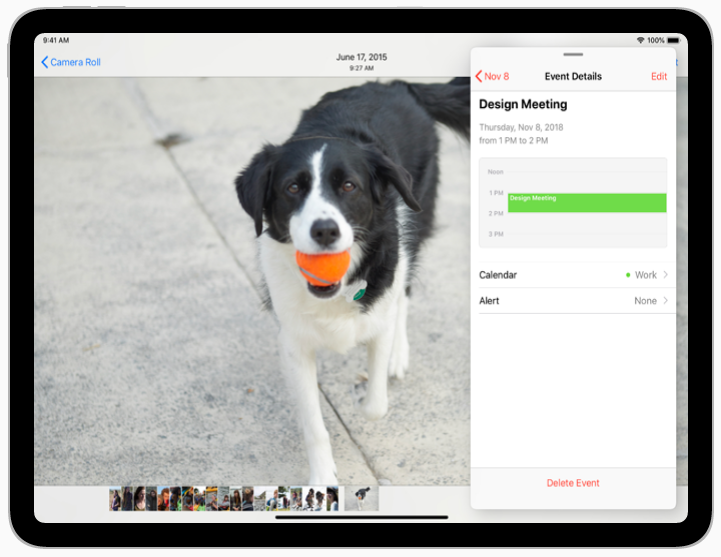 9:41 AM
100%
Camera Roll
June 17, 2015
9:27 AM
Nov 8
Event Details
Edit
Design Meeting
Thursday, Nov 8, 2018
from 1 PM to 2 PM
Noon
1 PM
Design Meeting
2 PM
3 PM
Calendar
Work
Alert
None
Delete Event